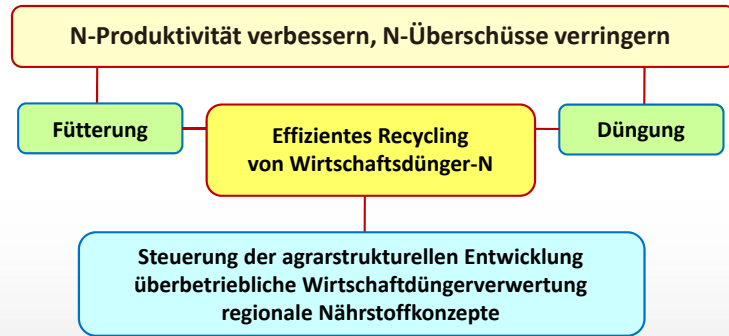 N-Produktivität verbessern, N-Überschüsse verringern
Fütterung
Effizientes Recycling
von Wirtschaftsdünger-N
Düngung
Steuerung der agrarstrukturellen Entwicklung
überbetriebliche Wirtschaftdüngerverwertung
regionale Nährstoffkonzepte